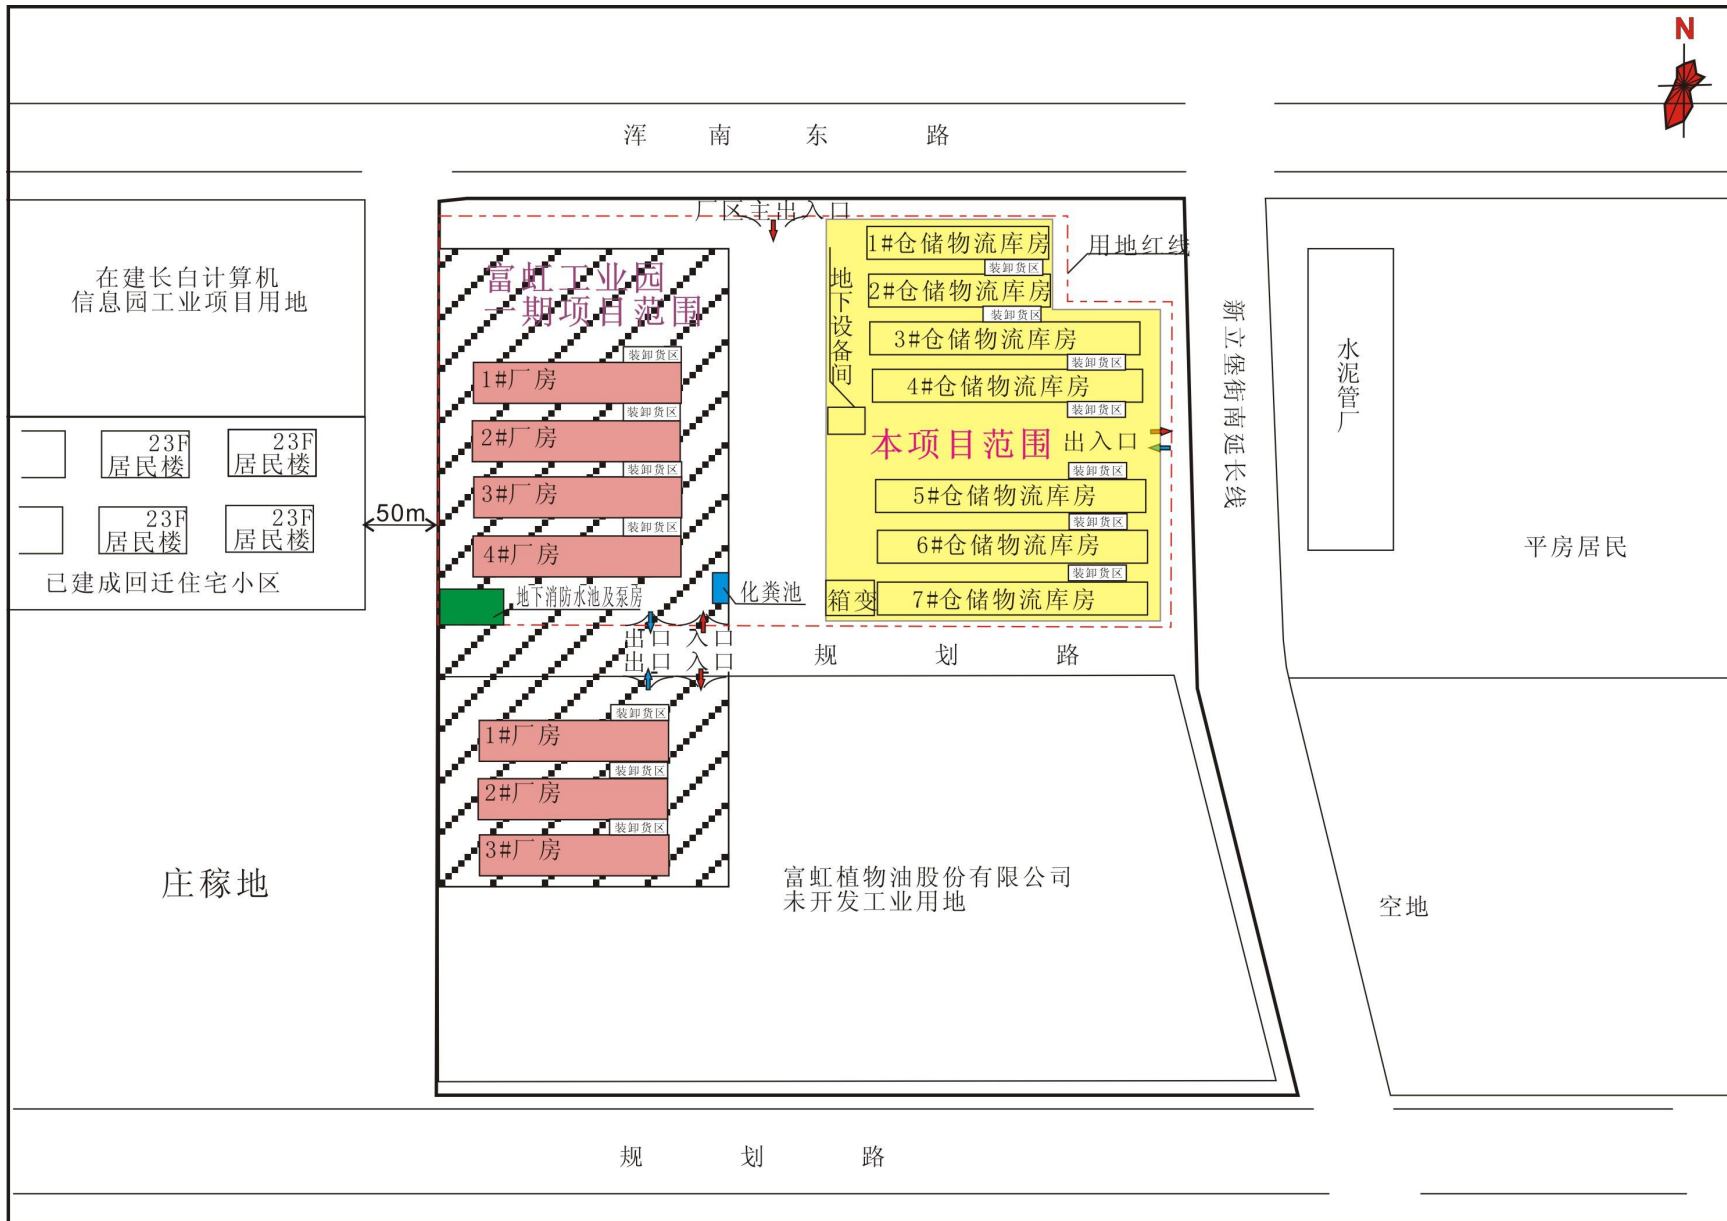 N
浑南东路
厂区主出入口
在建长白计算机
信息园工业项目用地
富虹工业园
一期项目范围
装卸货区
1#厂房
装卸货区
2#厂房
装卸货区
3#厂房
装卸货区
4#厂房
地下消防水池及泵房
化粪池
1#仓储物流库房
装卸货区
2#仓储物流库房
装卸货区
3#仓储物流库房
装卸货区
4#仓储物流库房
装卸货区
地下设备间
本项目范围
出入口
装卸货区
5#仓储物流库房
装卸货区
6#仓储物流库房
装卸货区
箱变
7#仓储物流库房
用地红线
新立堡街南延长线
水泥管厂
平房居民
23F
居民楼
23F
居民楼
23F
居民楼
23F
居民楼
已建成回迁住宅小区
50m
出口 入口
出口 入口
规划路
装卸货区
1#厂房
装卸货区
2#厂房
装卸货区
3#厂房
庄稼地
富虹植物油股份有限公司
未开发工业用地
空地
规划路